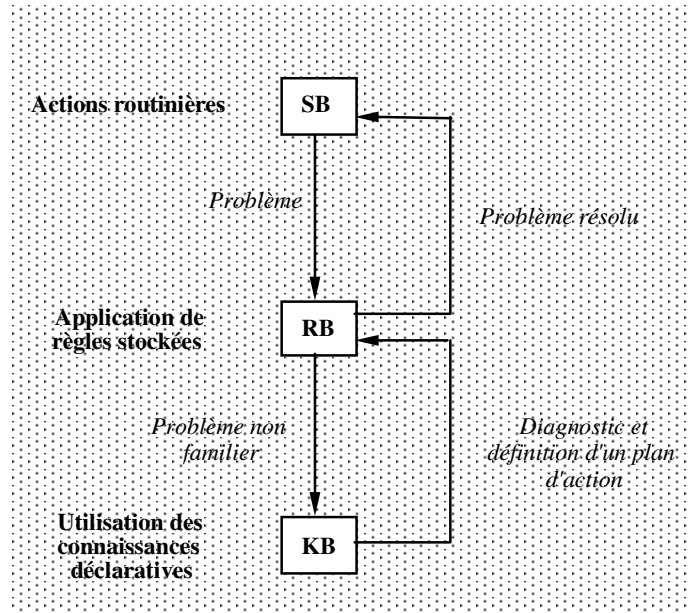 Actions routinières
SB
Problème
Problème résolu
Application de
règles stockées
RB
Problème non
familier
Diagnostic et
définition d'un plan
d'action
Utilisation des
connaissances
déclaratives
KB